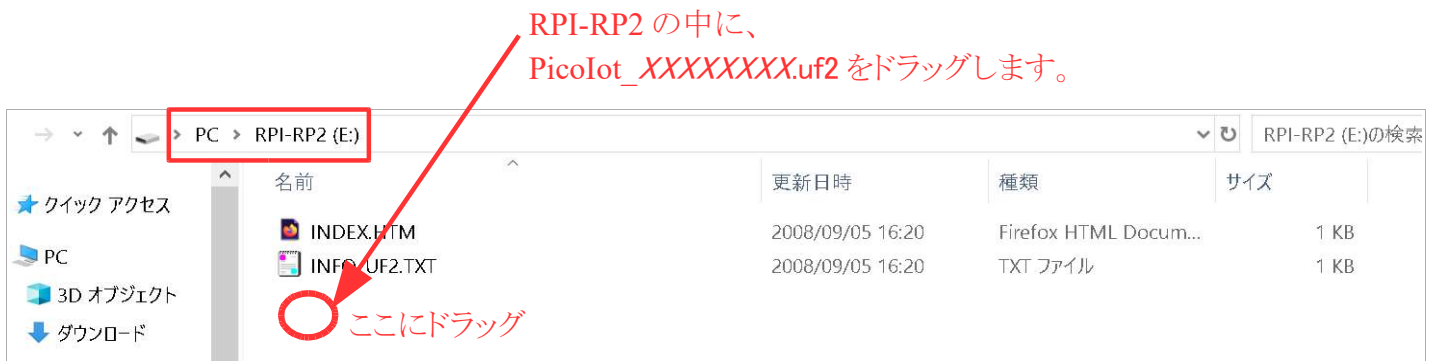 RPI-RP2 の中に、
PicoIot_XXXXXXXX.uf2 をドラッグします。
PC > RPI-RP2 (E:)
RPI-RP2 (E:)の検索
名前 更新日時 種類 サイズ
クイック アクセス
INDEX.HTM 2008/09/05 16:20 Firefox HTML Docum... 1 KB
PC
INFO_UF2.TXT 2008/09/05 16:20 TXT ファイル 1 KB
3D オブジェクト
ここにドラッグ
ダウンロード